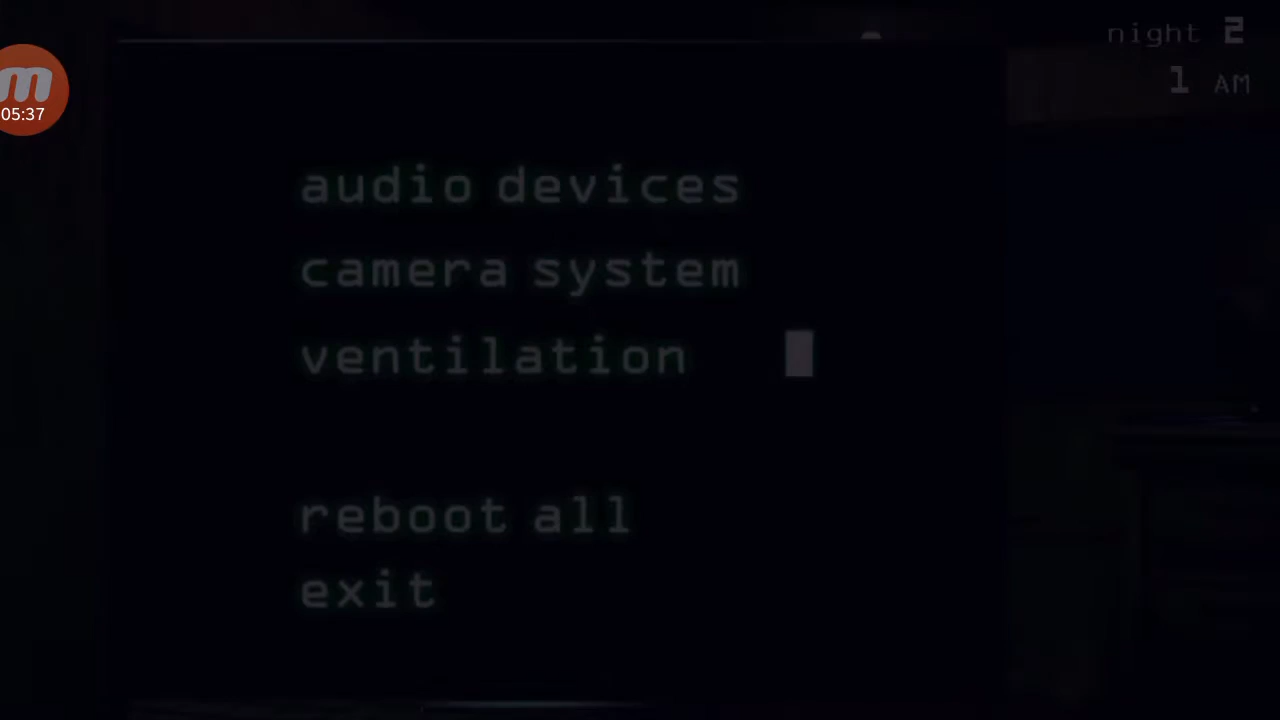 night 2
1 AM
m
05:37
audio devices
camera system
ventilation
reboot all
exit